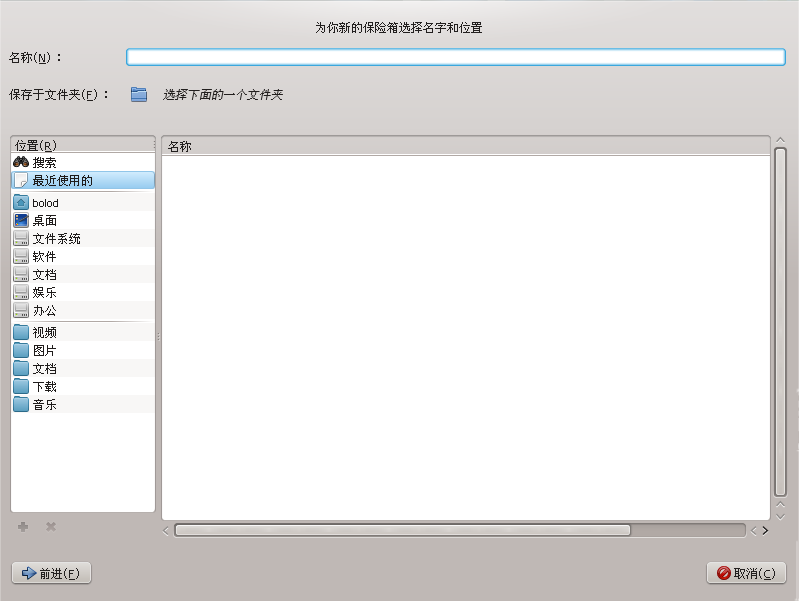 为你新的保险箱选择名字和位置
名称(N)：
保存于文件夹(F)： 选择下面的一个文件夹
位置(R)
搜索
最近使用的
bolod
桌面
文件系统
软件
文档
娱乐
办公
视频
图片
文档
下载
音乐
名称
前进(F)
取消(C)